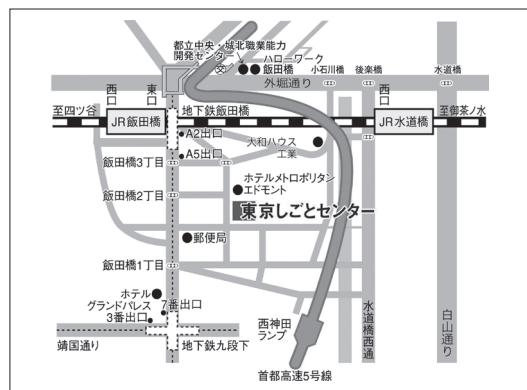 都立中央・城北職業能力
開発センター
ハローワーク
飯田橋
小石川橋
後楽橋
水道橋
外堀通り
西口
東口
西口
至四ツ谷
地下鉄飯田橋
至御茶ノ水
JR飯田橋
JR水道橋
A2出口
大和ハウス
工業
A5出口
飯田橋3丁目
ホテルメトロポリタン
エドモント
飯田橋2丁目
東京しごとセンター
郵便局
飯田橋1丁目
ホテル
グランドパレス
7番出口
3番出口
靖国通り
地下鉄九段下
西神田
ランプ
水道橋西通
白山通り
首都高速5号線